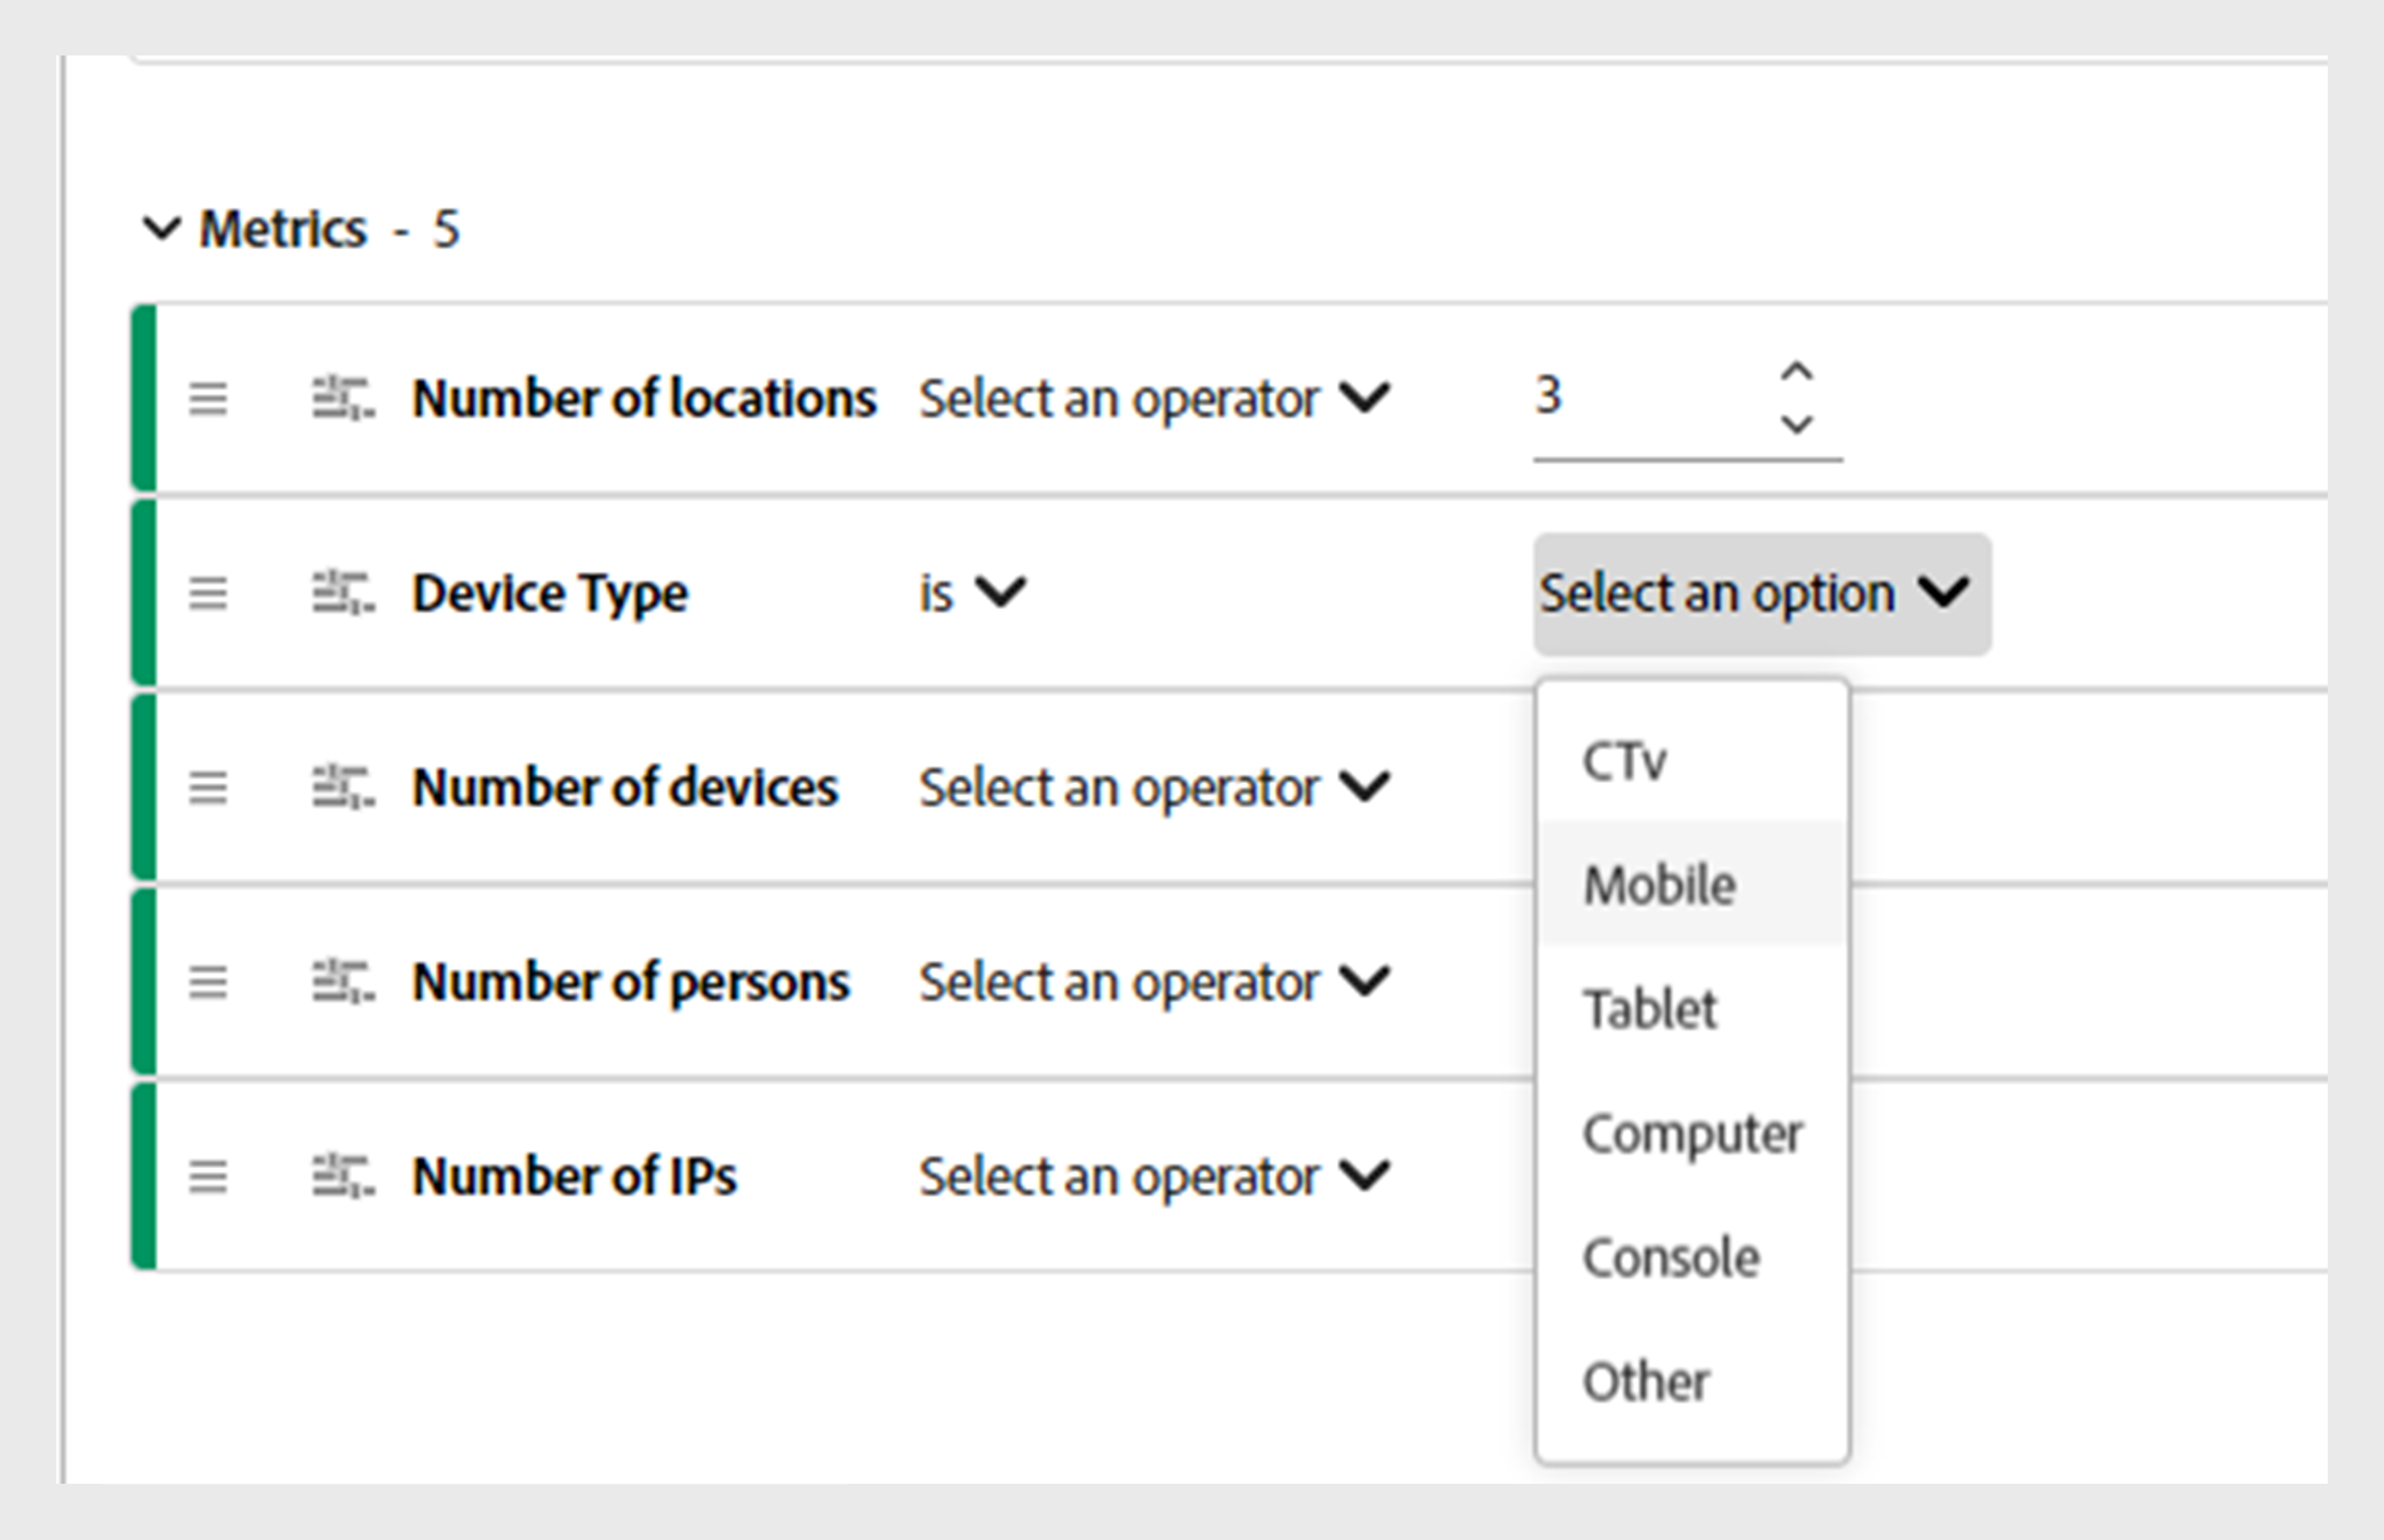 Metrics - 5
Number of locations Select an operator 3
Device Type is Select an option
CTv
Number of devices Select an operator
Mobile
Number of persons Select an operator
Tablet
Computer
Number of IPs Select an operator
Console
Other